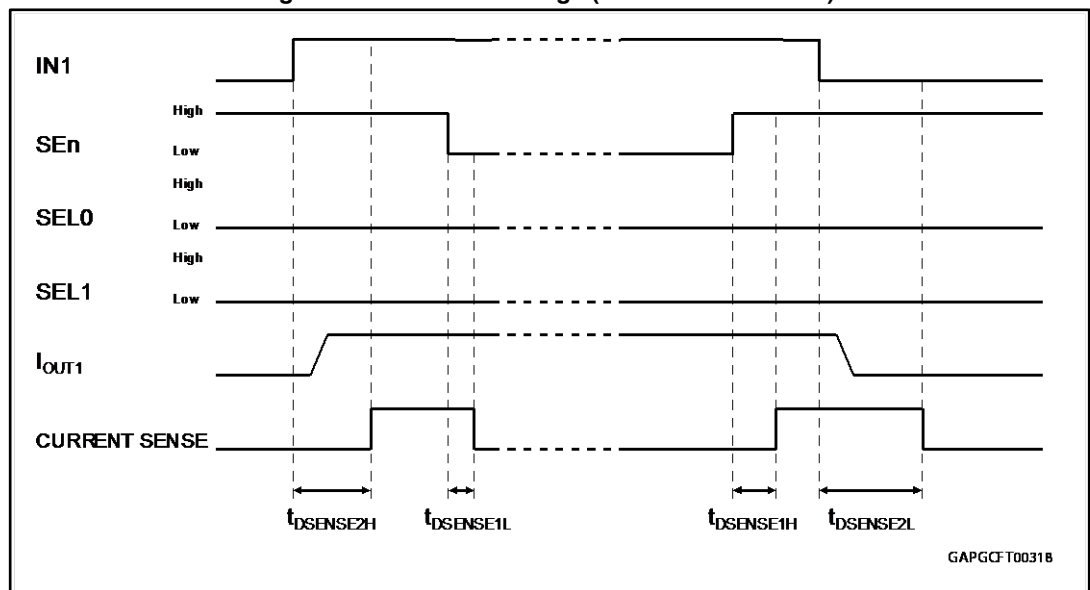 IN1
High
SEn
Low
High
SEL0
Low
High
SEL1
Low
IOUT1
CURRENT SENSE
tDSENSE2H
tDSENSE1L
tDSENSE1H
tDSENSE2L
GAPGCFT00318